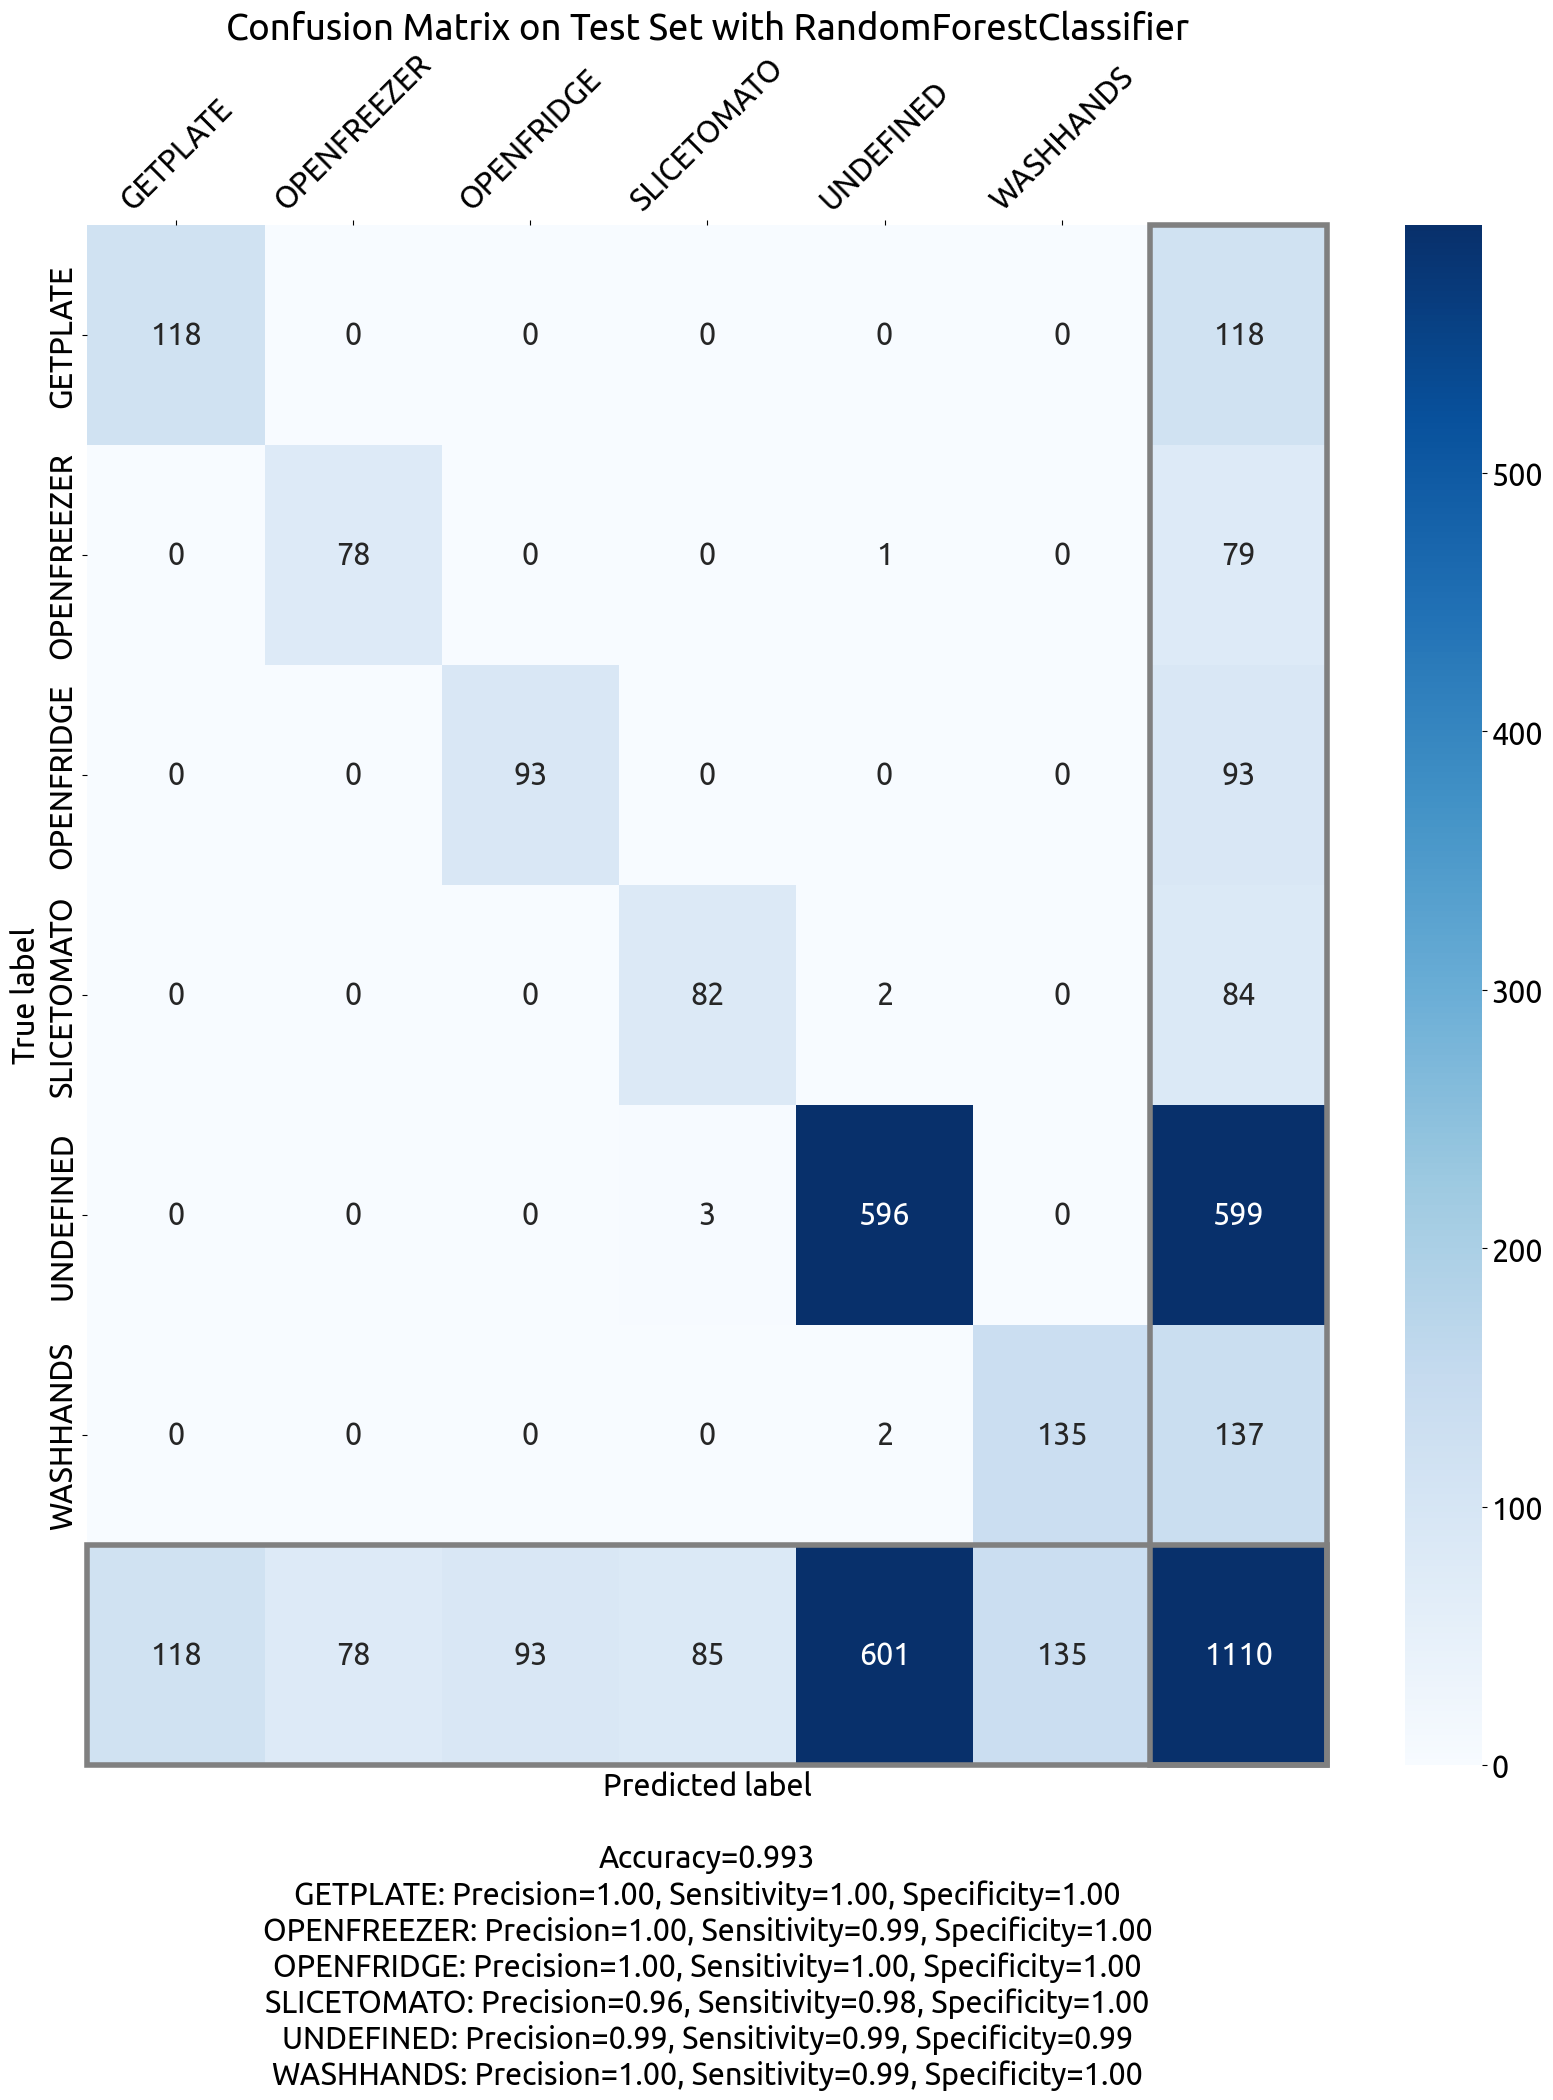 Confusion Matrix on Test Set with RandomForestClassifier
GETPLATE OPENFREEZER OPENFRIDGE SLICETOMATO UNDEFINED WASHHANDS
GETPLATE 118 0 0 0 0 0 118
OPENFREEZER 0 78 0 0 1 0 79
OPENFRIDGE 0 0 93 0 0 0 93
SLICETOMATO 0 0 0 82 2 0 84
UNDEFINED 0 0 0 3 596 0 599
WASHHANDS 0 0 0 0 2 135 137
118 78 93 85 601 135 1110
True label
Predicted label
500
400
300
200
100
0
Accuracy=0.993
GETPLATE: Precision=1.00, Sensitivity=1.00, Specificity=1.00
OPENFREEZER: Precision=1.00, Sensitivity=0.99, Specificity=1.00
OPENFRIDGE: Precision=1.00, Sensitivity=1.00, Specificity=1.00
SLICETOMATO: Precision=0.96, Sensitivity=0.98, Specificity=1.00
UNDEFINED: Precision=0.99, Sensitivity=0.99, Specificity=0.99
WASHHANDS: Precision=1.00, Sensitivity=0.99, Specificity=1.00